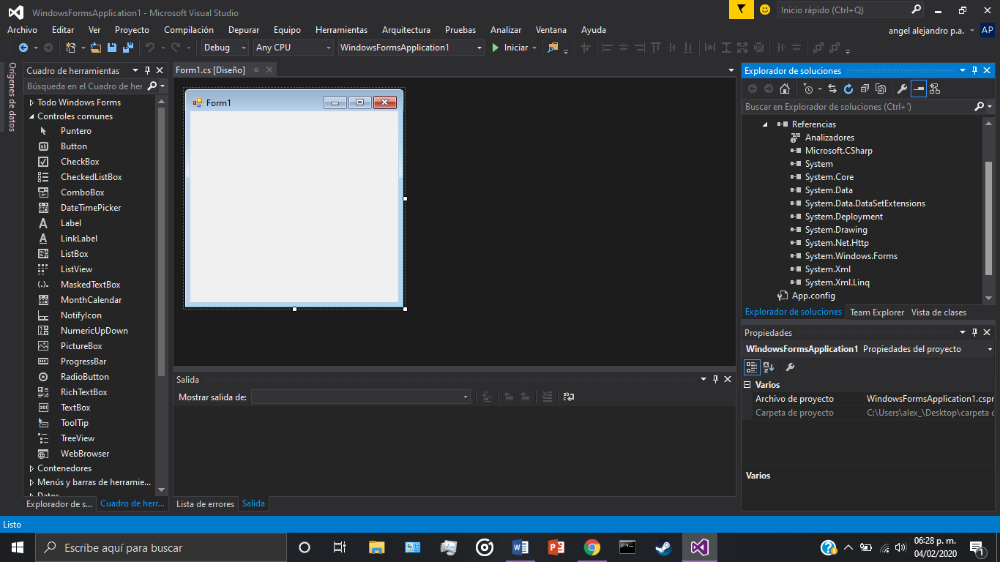 WindowsFormsApplication1 - Microsoft Visual Studio
Inicio rápido (Ctrl+Q)
Archivo Editar Ver Proyecto Compilación Depurar Equipo Herramientas Arquitectura Pruebas Analizar Ventana Ayuda
angel alejandro p.a. AP
Debug Any CPU WindowsFormsApplication1 Iniciar
Orígenes de datos
Cuadro de herramientas
Búsqueda en el Cuadro de her
Todo Windows Forms
Controles comunes
Puntero
Button
CheckBox
CheckedListBox
ComboBox
DateTimePicker
Label
LinkLabel
ListBox
ListView
MaskedTextBox
MonthCalendar
NotifyIcon
NumericUpDown
PictureBox
ProgressBar
RadioButton
RichTextBox
TextBox
ToolTip
TreeView
WebBrowser
Contenedores
Menús y barras de herramie...
Datos
Explorador de s... Cuadro de herr...
Form1.cs [Diseño]
Form1
Salida
Mostrar salida de:
Lista de errores Salida
Explorador de soluciones
Buscar en Explorador de soluciones (Ctrl+´)
Referencias
Analizadores
Microsoft.CSharp
System
System.Core
System.Data
System.Data.DataSetExtensions
System.Deployment
System.Drawing
System.Net.Http
System.Windows.Forms
System.Xml
System.Xml.Linq
App.config
Explorador de soluciones Team Explorer Vista de clases
Propiedades
WindowsFormsApplication1 Propiedades del proyecto
Varios
Archivo de proyecto WindowsFormsApplication1.cspr
Carpeta de proyecto C:\Users\alex_\Desktop\carpeta c
Varios
Listo
Escribe aquí para buscar
06:28 p. m.
04/02/2020
1